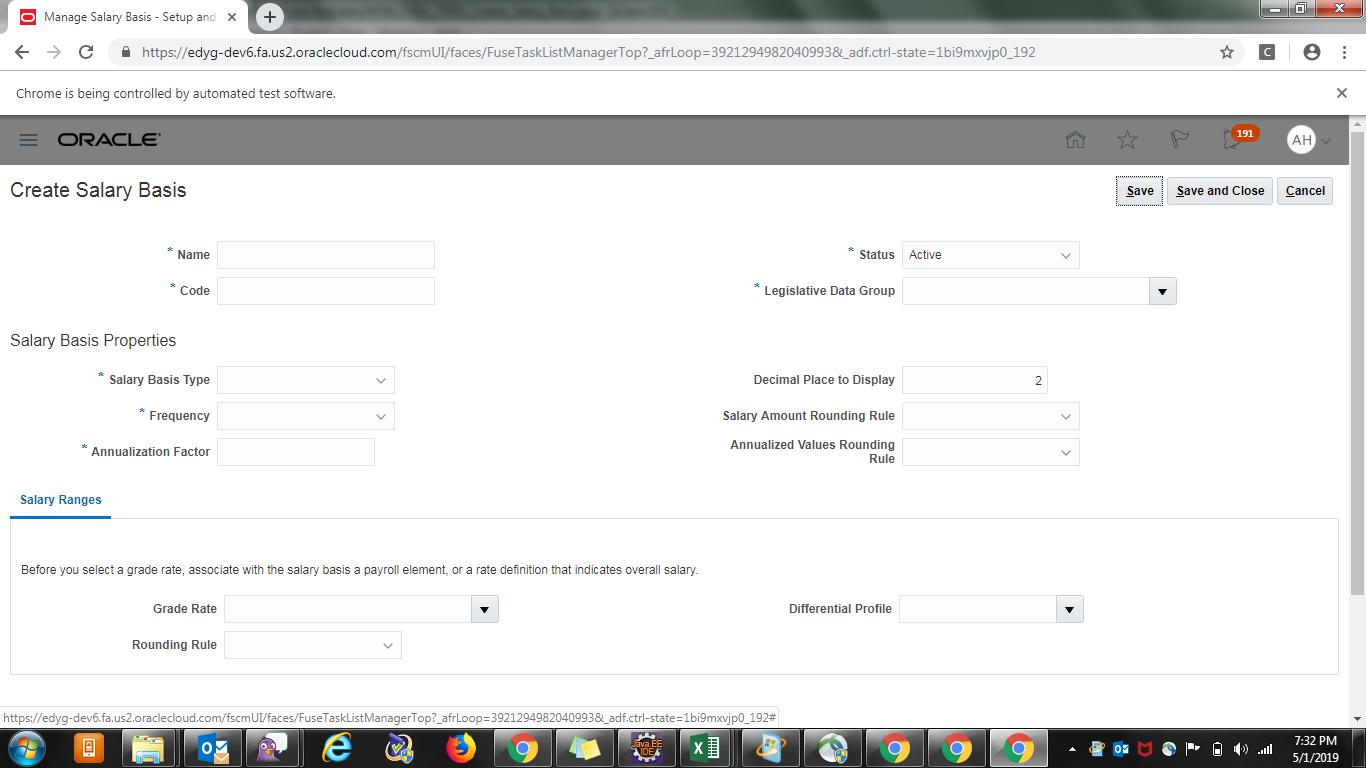 Manage Salary Basis - Setup and
https://edyg-dev6.fa.us2.oraclecloud.com/fscmUI/faces/FuseTaskListManagerTop?_afrLoop=3921294982040993&_adf.ctrl-state=1bi9mxvjp0_192
C
Chrome is being controlled by automated test software.
ORACLE
191
AH
Create Salary Basis
Save
Save and Close
Cancel
* Name
* Status Active
* Code
* Legislative Data Group
Salary Basis Properties
* Salary Basis Type
Decimal Place to Display 2
* Frequency
Salary Amount Rounding Rule
* Annualization Factor
Annualized Values Rounding
Rule
Salary Ranges
Before you select a grade rate, associate with the salary basis a payroll element, or a rate definition that indicates overall salary.
Grade Rate
Differential Profile
Rounding Rule
https://edyg-dev6.fa.us2.oraclecloud.com/fscmUI/faces/FuseTaskListManagerTop?_afrLoop=3921294982040993&_adf.ctrl-state=1bi9mxvjp0_192#
Java EE
IDE
7:32 PM
5/1/2019